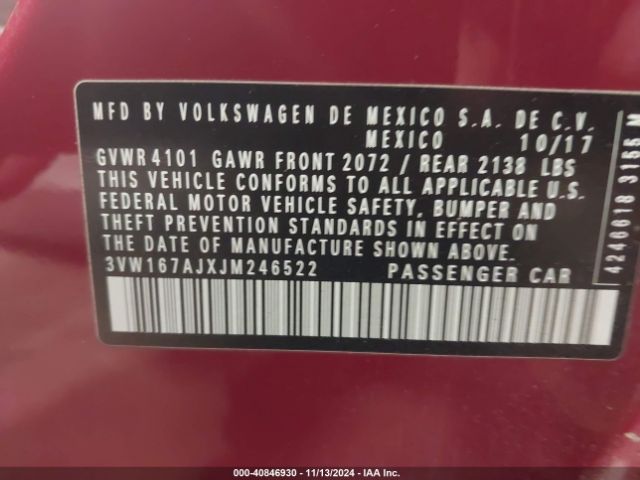 MFD BY VOLKSWAGEN DE MEXICO S.A. DE C.V.
MEXICO 10/17
GVWR 4101 GAWR FRONT 2072 / REAR 2138 LBS
THIS VEHICLE CONFORMS TO ALL APPLICABLE U.S.
FEDERAL MOTOR VEHICLE SAFETY, BUMPER AND
THEFT PREVENTION STANDARDS IN EFFECT ON
THE DATE OF MANUFACTURE SHOWN ABOVE.
3VW167AJXJM246522 PASSENGER CAR
4246618 3155 M
000-40846930 - 11/13/2024 - IAA Inc.